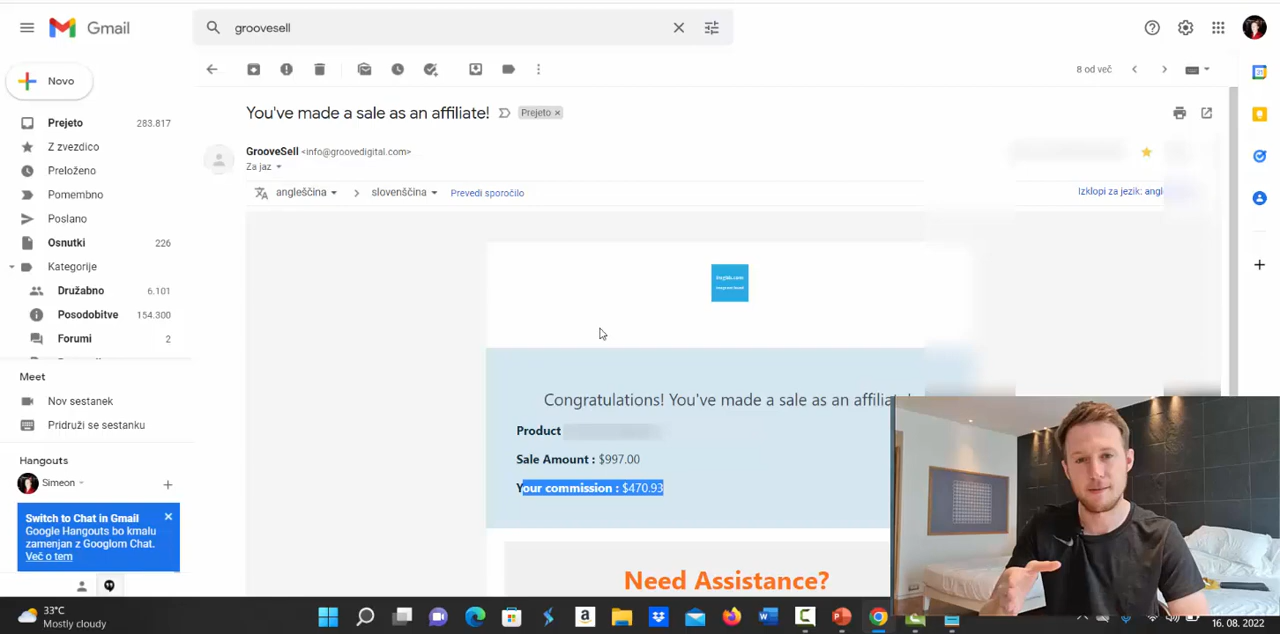 Gmail
groovesell
Novo
8 od več
Prejeto 283.817
Z zvezdico
Preloženo
Pomembno
Poslano
Osnutki 226
Kategorije
Družabno 6.101
Posodobitve 154.300
Forumi 2
Meet
Nov sestanek
Pridruži se sestanku
Hangouts
Simeon
Switch to Chat in Gmail
Google Hangouts bo kmalu
zamenjan z Googlom Chat.
Več o tem
You've made a sale as an affiliate! Prejeto ×
GrooveSell <info@groovedigital.com>
Za jaz
angleščina > slovenščina Prevedi sporočilo
Izklopi za jezik: angl
Congratulations! You've made a sale as an affilia
Product
Sale Amount : $997.00
Your commission : $470.93
Need Assistance?
33°C
Mostly cloudy
16. 08. 2022